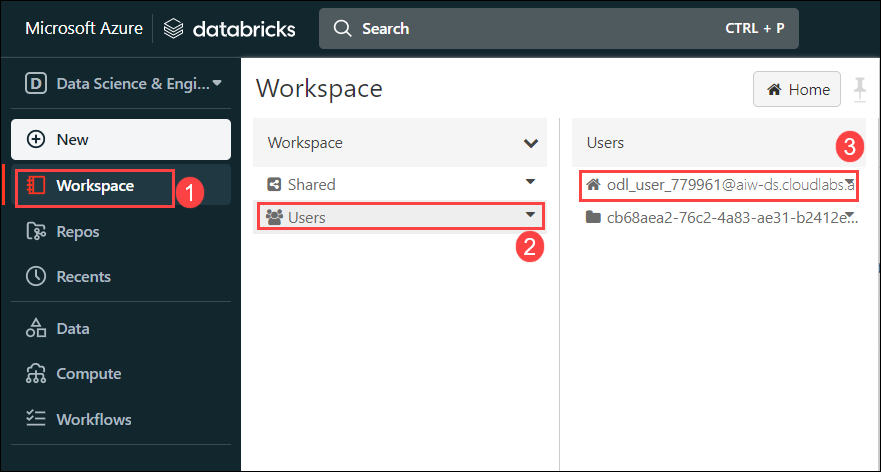 Microsoft Azure databricks Search CTRL + P
D Data Science & Engi...
New
Workspace
Repos
Recents
Data
Compute
Workflows
1
Workspace
Home
Workspace
Shared
Users
2
Users
3
odl_user_779961@aiw-ds.cloudlabs.a
cb68aea2-76c2-4a83-ae31-b2412e...